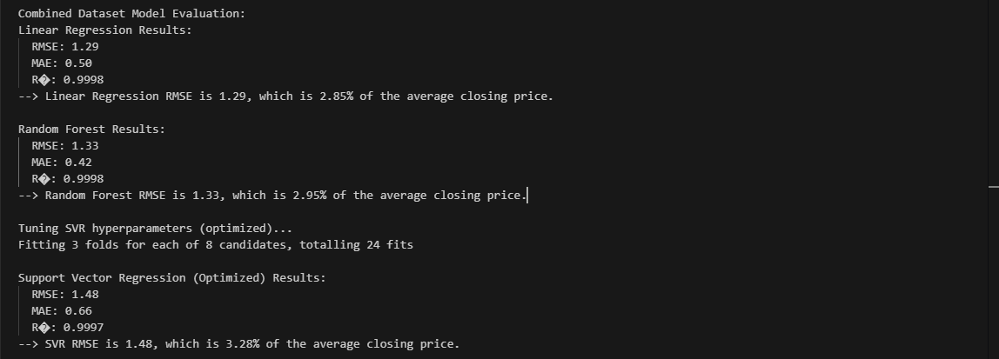 Combined Dataset Model Evaluation:
Linear Regression Results:
RMSE: 1.29
MAE: 0.50
R�: 0.9998
--> Linear Regression RMSE is 1.29, which is 2.85% of the average closing price.
Random Forest Results:
RMSE: 1.33
MAE: 0.42
R�: 0.9998
--> Random Forest RMSE is 1.33, which is 2.95% of the average closing price.
Tuning SVR hyperparameters (optimized)...
Fitting 3 folds for each of 8 candidates, totalling 24 fits
Support Vector Regression (Optimized) Results:
RMSE: 1.48
MAE: 0.66
R�: 0.9997
--> SVR RMSE is 1.48, which is 3.28% of the average closing price.